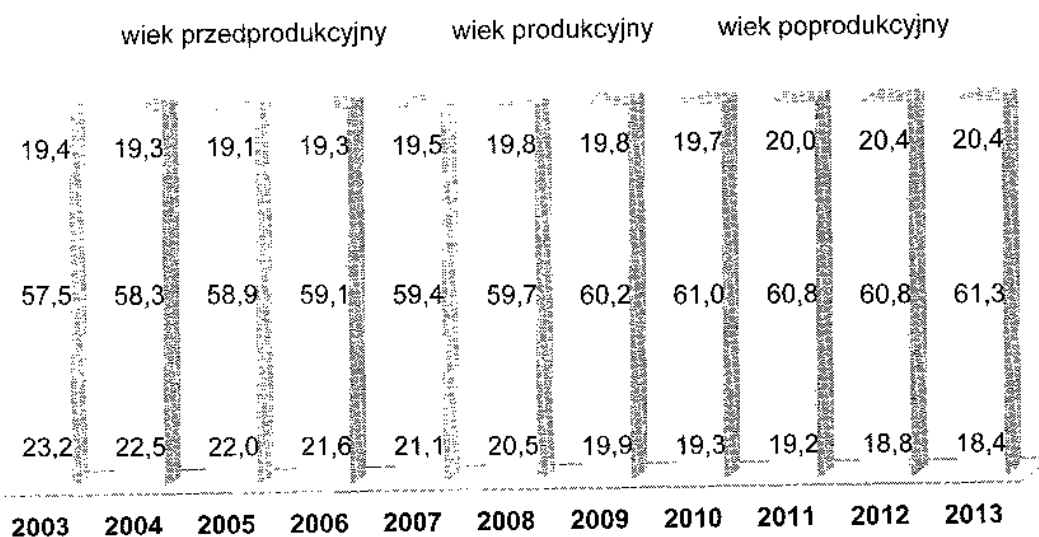 wiek przedprodukcyjny wiek produkcyjny wiek poprodukcyjny
19,4 19,3 19,1 19,3 19,5 19,8 19,8 19,7 20,0 20,4 20,4
57,5 58,3 58,9 59,1 59,4 59,7 60,2 61,0 60,8 60,8 61,3
23,2 22,5 22,0 21,6 21,1 20,5 19,9 19,3 19,2 18,8 18,4
2003 2004 2005 2006 2007 2008 2009 2010 2011 2012 2013